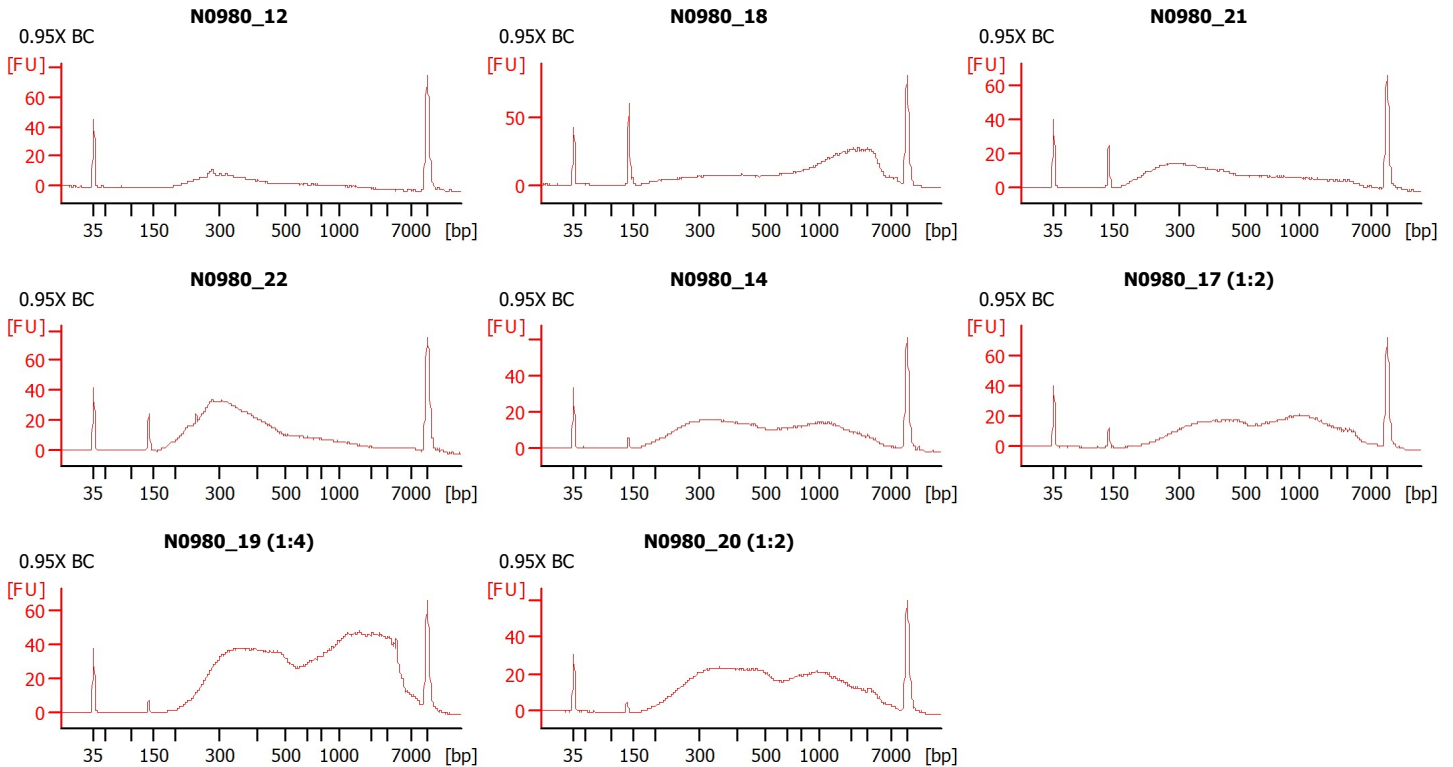 N0980_12
0.95X BC
[FU]
60
40
20
0
35 150 300 500 1000 7000 [bp]
N0980_18
0.95X BC
[FU]
50
0
35 150 300 500 1000 7000 [bp]
N0980_21
0.95X BC
[FU]
60
40
20
0
35 150 300 500 1000 7000 [bp]
N0980_22
0.95X BC
[FU]
60
40
20
0
35 150 300 500 1000 7000 [bp]
N0980_14
0.95X BC
[FU]
40
20
0
35 150 300 500 1000 7000 [bp]
N0980_17 (1:2)
0.95X BC
[FU]
60
40
20
0
35 150 300 500 1000 7000 [bp]
N0980_19 (1:4)
0.95X BC
[FU]
60
40
20
0
35 150 300 500 1000 7000 [bp]
N0980_20 (1:2)
0.95X BC
[FU]
40
20
0
35 150 300 500 1000 7000 [bp]